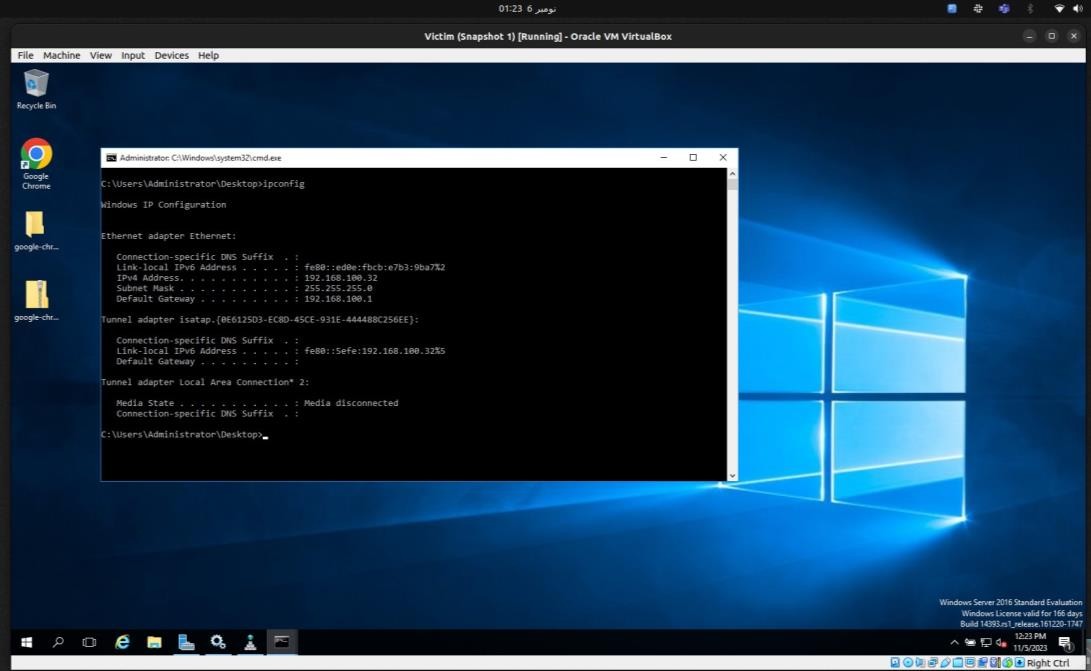 01:23 6 نومبر
Victim (Snapshot 1) [Running] - Oracle VM VirtualBox
File Machine View Input Devices Help
Recycle Bin
Google
Chrome
google-chr...
google-chr...
Administrator: C:\Windows\system32\cmd.exe
C:\Users\Administrator\Desktop>ipconfig
Windows IP Configuration
Ethernet adapter Ethernet:
Connection-specific DNS Suffix . :
Link-local IPv6 Address . . . . . : fe80::ed0e:fbcb:e7b3:9ba7%2
IPv4 Address. . . . . . . . . . . : 192.168.100.32
Subnet Mask . . . . . . . . . . . : 255.255.255.0
Default Gateway . . . . . . . . . : 192.168.100.1
Tunnel adapter isatap.{0E6125D3-EC8D-45CE-931E-444488C256EE}:
Connection-specific DNS Suffix . :
Link-local IPv6 Address . . . . . : fe80::5efe:192.168.100.32%5
Default Gateway . . . . . . . . . :
Tunnel adapter Local Area Connection* 2:
Media State . . . . . . . . . . . : Media disconnected
Connection-specific DNS Suffix . :
C:\Users\Administrator\Desktop>
Windows Server 2016 Standard Evaluation
Windows License valid for 166 days
Build 14393.rs1_release.161220-1747
12:23 PM
11/5/2023
Right Ctrl